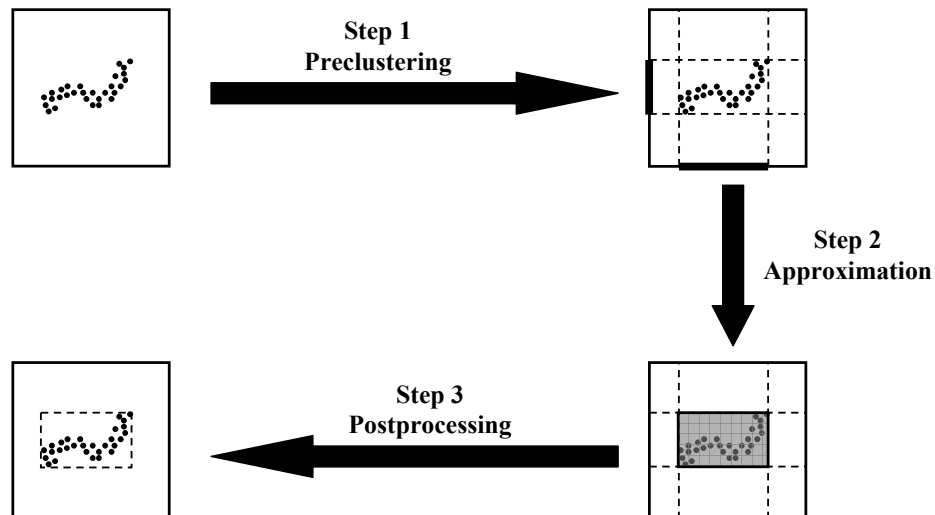 Step 1
Preclustering
Step 2
Approximation
Step 3
Postprocessing